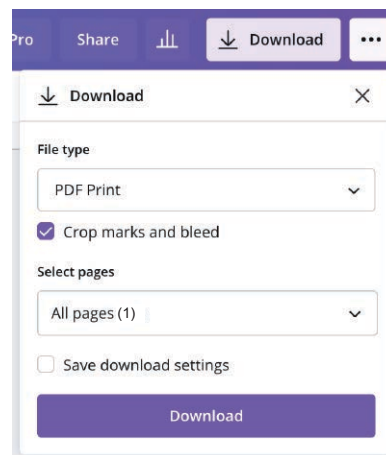 Pro Share Download
Download
File type
PDF Print
Crop marks and bleed
Select pages
All pages (1)
Save download settings
Download